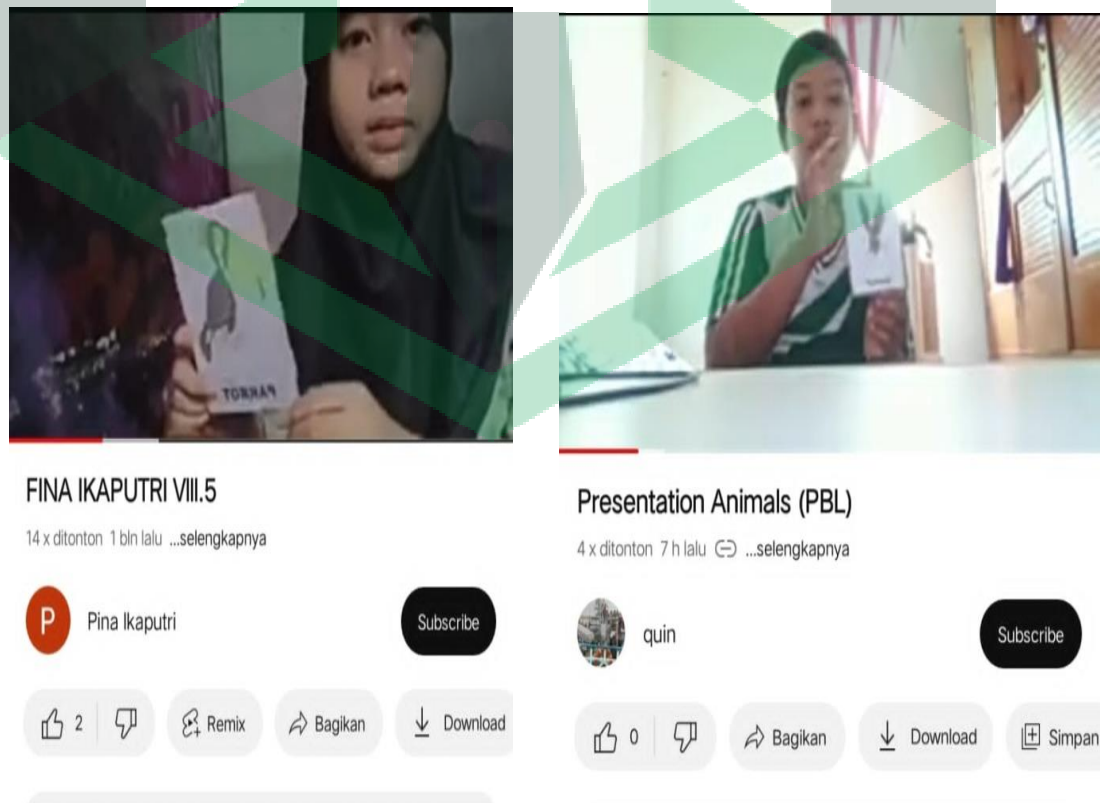 PARROT
FINA IKAPUTRI VIII.5
14 x ditonton 1 bln lalu ...selengkapnya
P
Pina Ikaputri
Subscribe
2
Remix
Bagikan
Download
Presentation Animals (PBL)
4 x ditonton 7 h lalu ...selengkapnya
quin
Subscribe
0
Bagikan
Download
Simpan